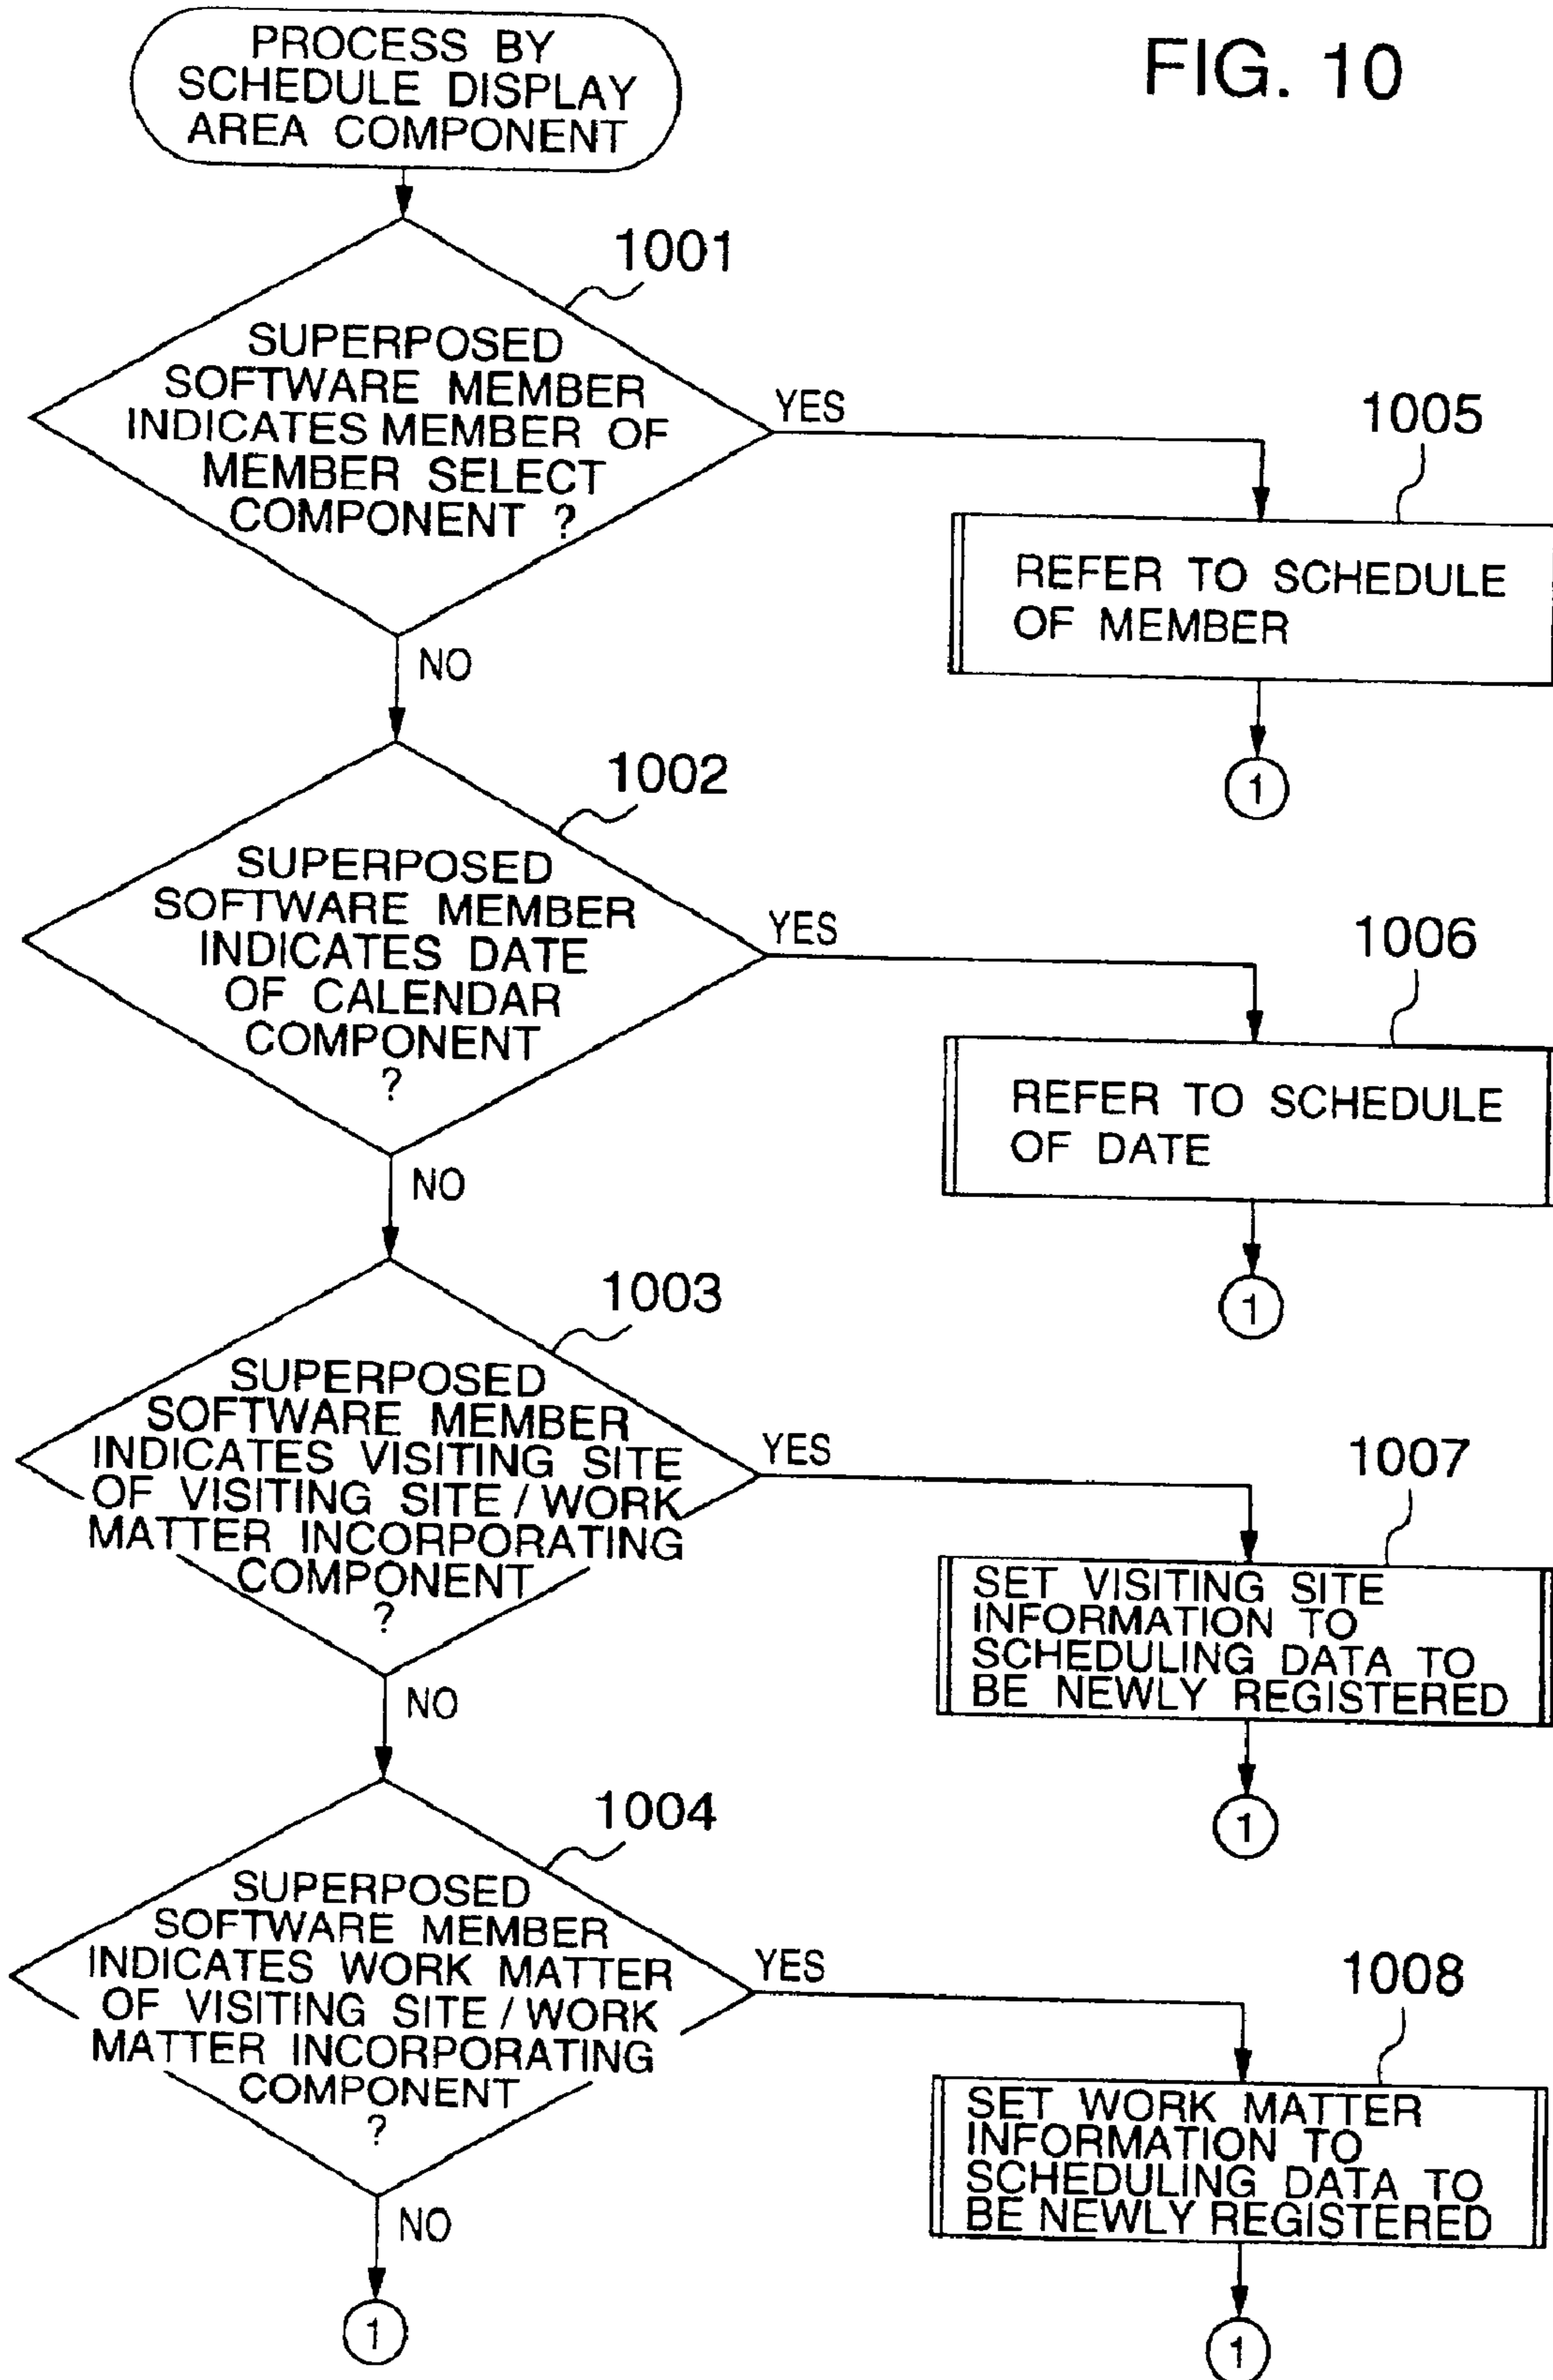 FIG. 10
PROCESS BY
SCHEDULE DISPLAY
AREA COMPONENT
1001
SUPERPOSED
SOFTWARE MEMBER
INDICATES MEMBER OF
MEMBER SELECT
COMPONENT ?
YES
NO
1005
REFER TO SCHEDULE
OF MEMBER
1
1002
SUPERPOSED
SOFTWARE MEMBER
INDICATES DATE
OF CALENDAR
COMPONENT
?
YES
NO
1006
REFER TO SCHEDULE
OF DATE
1
1003
SUPERPOSED
SOFTWARE MEMBER
INDICATES VISITING SITE
OF VISITING SITE / WORK
MATTER INCORPORATING
COMPONENT
?
YES
NO
1007
SET VISITING SITE
INFORMATION TO
SCHEDULING DATA TO
BE NEWLY REGISTERED
1
1004
SUPERPOSED
SOFTWARE MEMBER
INDICATES WORK MATTER
OF VISITING SITE / WORK
MATTER INCORPORATING
COMPONENT
?
YES
NO
1
1008
SET WORK MATTER
INFORMATION TO
SCHEDULING DATA TO
BE NEWLY REGISTERED
1